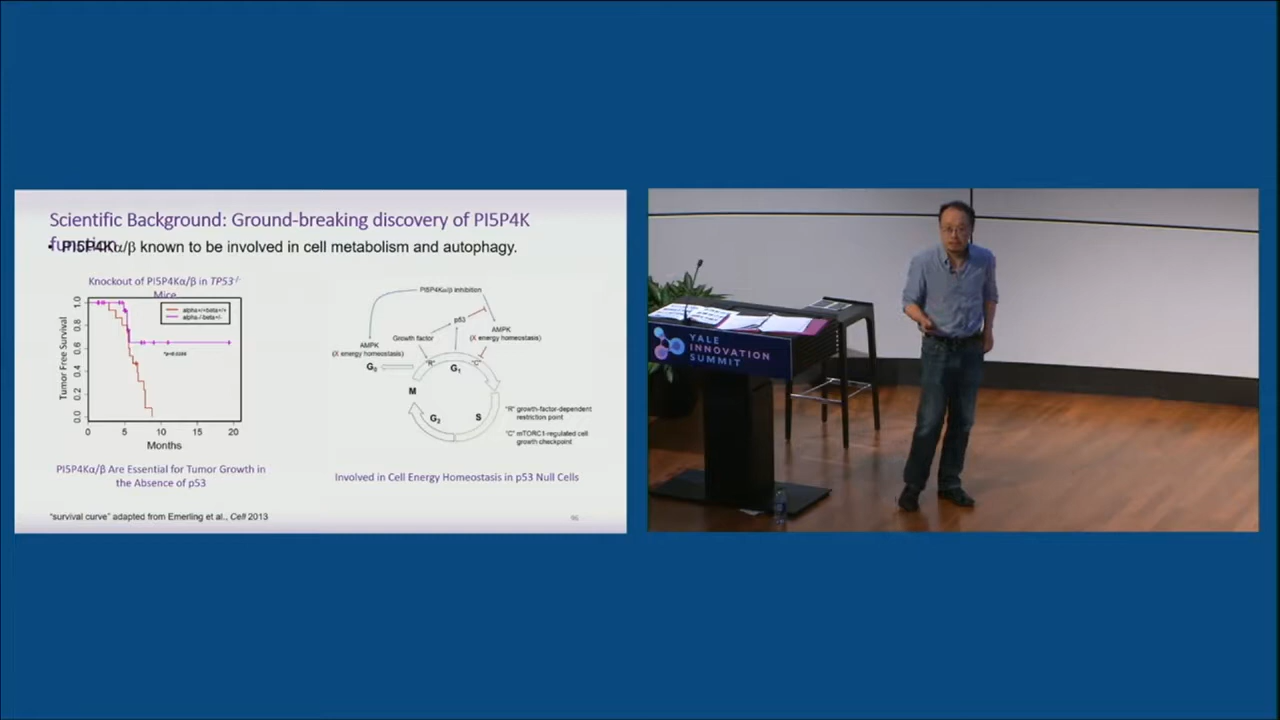 Scientific Background: Ground-breaking discovery of PI5P4K
function
• PI5P4Kα/β known to be involved in cell metabolism and autophagy.
Knockout of PI5P4Kα/β in TP53-/-
Mice
Tumor Free Survival
1.0
0.8
0.6
0.4
0.2
0.0
alpha+/+beta+/+
alpha-/-beta+/-
0 5 10 15 20
Months
PI5P4Kα/β Are Essential for Tumor Growth in
the Absence of p53
PI5P4Kα/β inhibition
p53
Growth factor
AMPK
(X energy homeostasis)
AMPK
(X energy homeostasis)
"R"
"C"
G0
G1
M
G2
S
"R" growth-factor-dependent
restriction point
"C" mTORC1-regulated cell
growth checkpoint
Involved in Cell Energy Homeostasis in p53 Null Cells
"survival curve" adapted from Emerling et al., Cell 2013
YALE
INNOVATION
SUMMIT